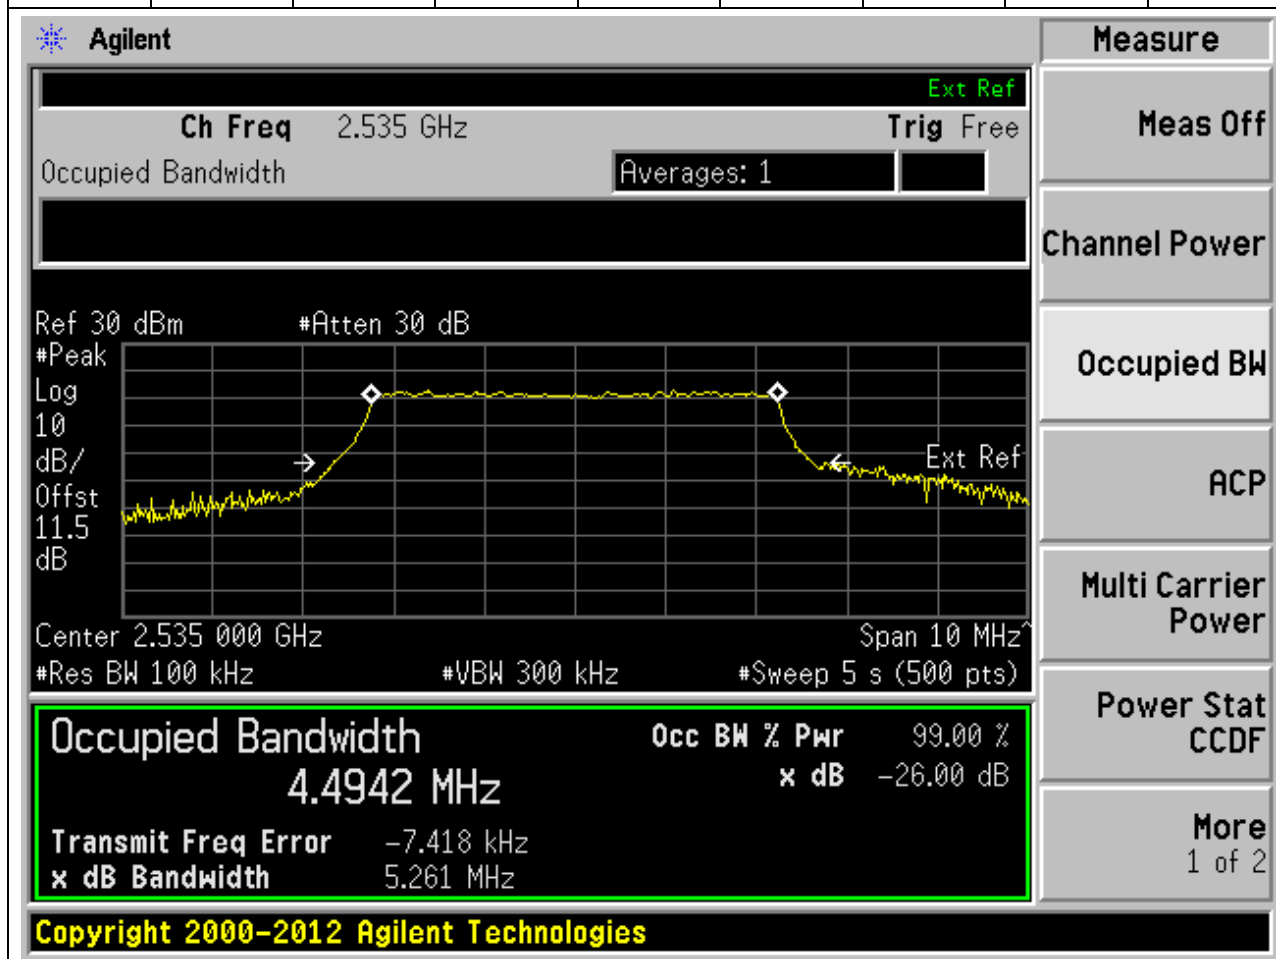 Agilent
Measure
Ext Ref
Ch Freq 2.535 GHz
Trig Free
Meas Off
Occupied Bandwidth
Averages: 1
Channel Power
Ref 30 dBm
#Atten 30 dB
#Peak
Log
10
dB/
Offst
11.5
dB
Occupied BW
Ext Ref
ACP
Center 2.535 000 GHz
Span 10 MHz^
#Res BW 100 kHz
#VBW 300 kHz
#Sweep 5 s (500 pts)
Multi Carrier
Power
Occupied Bandwidth
4.4942 MHz
Occ BW % Pwr 99.00 %
x dB -26.00 dB
Transmit Freq Error -7.418 kHz
x dB Bandwidth 5.261 MHz
Power Stat
CCDF
More
1 of 2
Copyright 2000-2012 Agilent Technologies